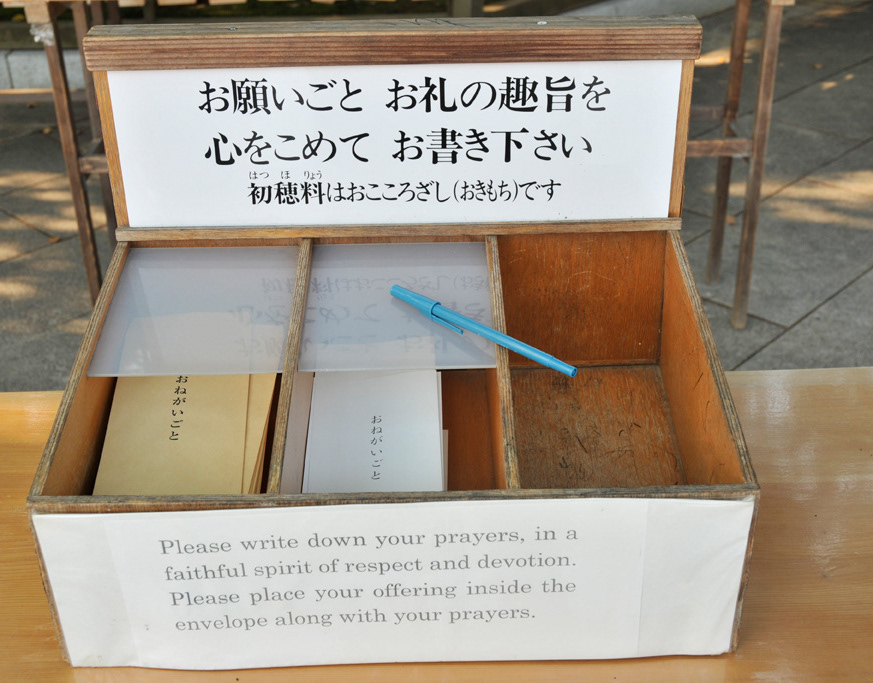 お願いごと お礼の趣旨を
心をこめて お書き下さい
はつ ほ りょう
初穂料はおこころざし(おきもち)です
おねがいごと
おねがいごと
Please write down your prayers, in a
faithful spirit of respect and devotion.
Please place your offering inside the
envelope along with your prayers.